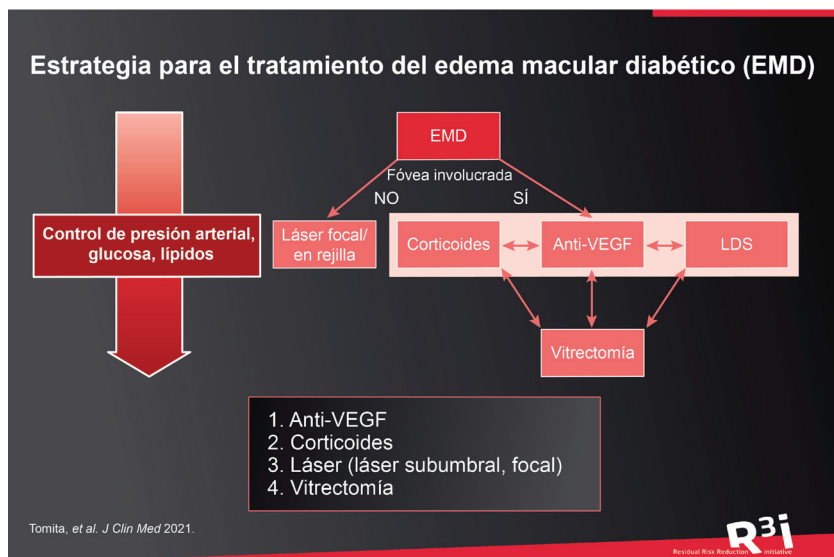 Estrategia para el tratamiento del edema macular diabético (EMD)
EMD
Fóvea involucrada
NO
SÍ
Control de presión arterial,
glucosa, lípidos
Láser focal/
en rejilla
Corticoides
Anti-VEGF
LDS
Vitrectomía
1. Anti-VEGF
2. Corticoides
3. Láser (láser subumbral, focal)
4. Vitrectomía
Tomita, et al. J Clin Med 2021.
R3i
Residual Risk Reduction initiative